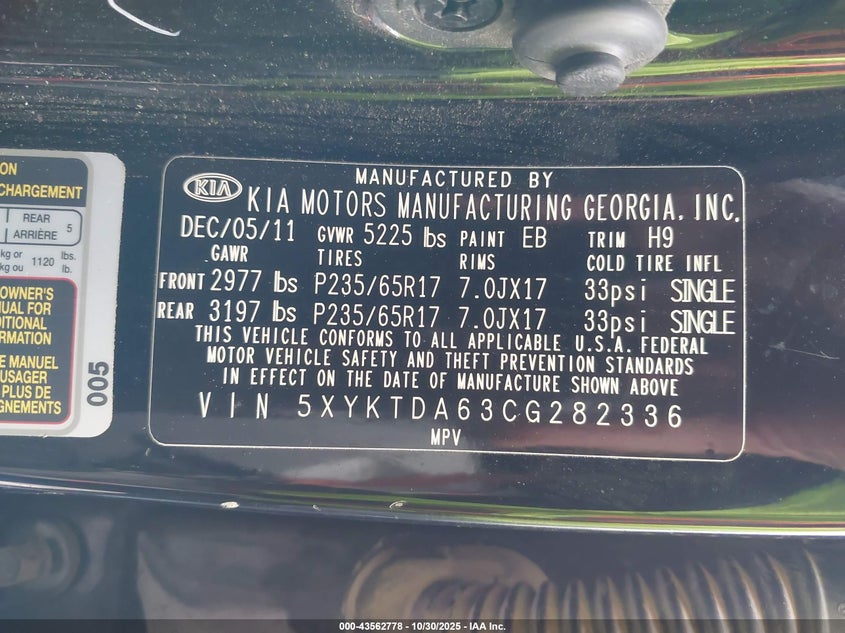 ON
CHARGEMENT
REAR 5
ARRIÈRE
kg or 1120 lbs.
kg ou lb.
OWNER'S
UAL FOR
DITIONAL
RMATION
E MANUEL
USAGER
PLUS DE
GNEMENTS
005
MANUFACTURED BY
KIA KIA MOTORS MANUFACTURING GEORGIA, INC.
DEC/05/11 GVWR 5225 lbs PAINT EB TRIM H9
GAWR TIRES RIMS COLD TIRE INFL
FRONT 2977 lbs P235/65R17 7.0JX17 33psi SINGLE
REAR 3197 lbs P235/65R17 7.0JX17 33psi SINGLE
THIS VEHICLE CONFORMS TO ALL APPLICABLE U.S.A. FEDERAL
MOTOR VEHICLE SAFETY AND THEFT PREVENTION STANDARDS
IN EFFECT ON THE DATE OF MANUFACTURE SHOWN ABOVE
VIN 5XYKTDA63CG282336
MPV
000-43562778 - 10/30/2025 - IAA Inc.